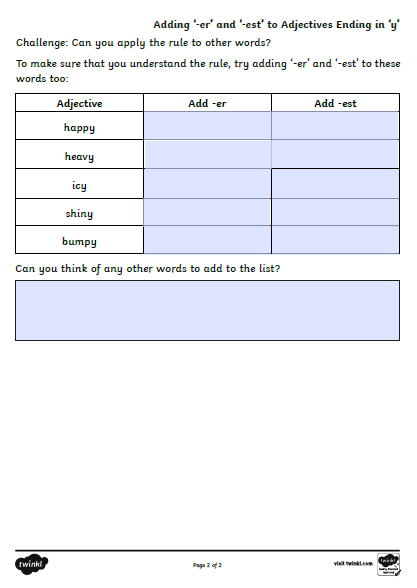 Adding ‘-er’ and ‘-est’ to Adjectives Ending in ‘y’
Challenge: Can you apply the rule to other words?
To make sure that you understand the rule, try adding ‘-er’ and ‘-est’ to these
words too:
Adjective Add -er Add -est
happy
heavy
icy
shiny
bumpy
Can you think of any other words to add to the list?
twinkl Page 2 of 2 visit twinkl.com twinkl